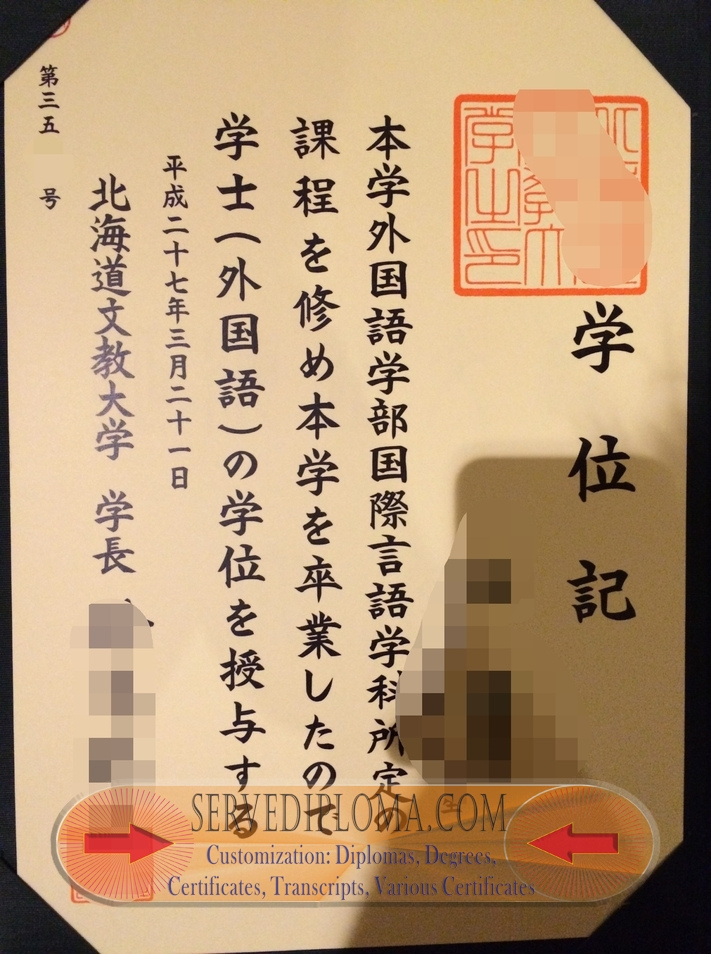 学位記
本学外国語学部国際言語学科所定の
課程を修め本学を卒業したので
学士(外国語)の学位を授与する
平成二十七年三月二十一日
北海道文教大学 学長
第三五 号
SERVEDIPLOMA.COM
Customization: Diplomas, Degrees,
Certificates, Transcripts, Various Certificates